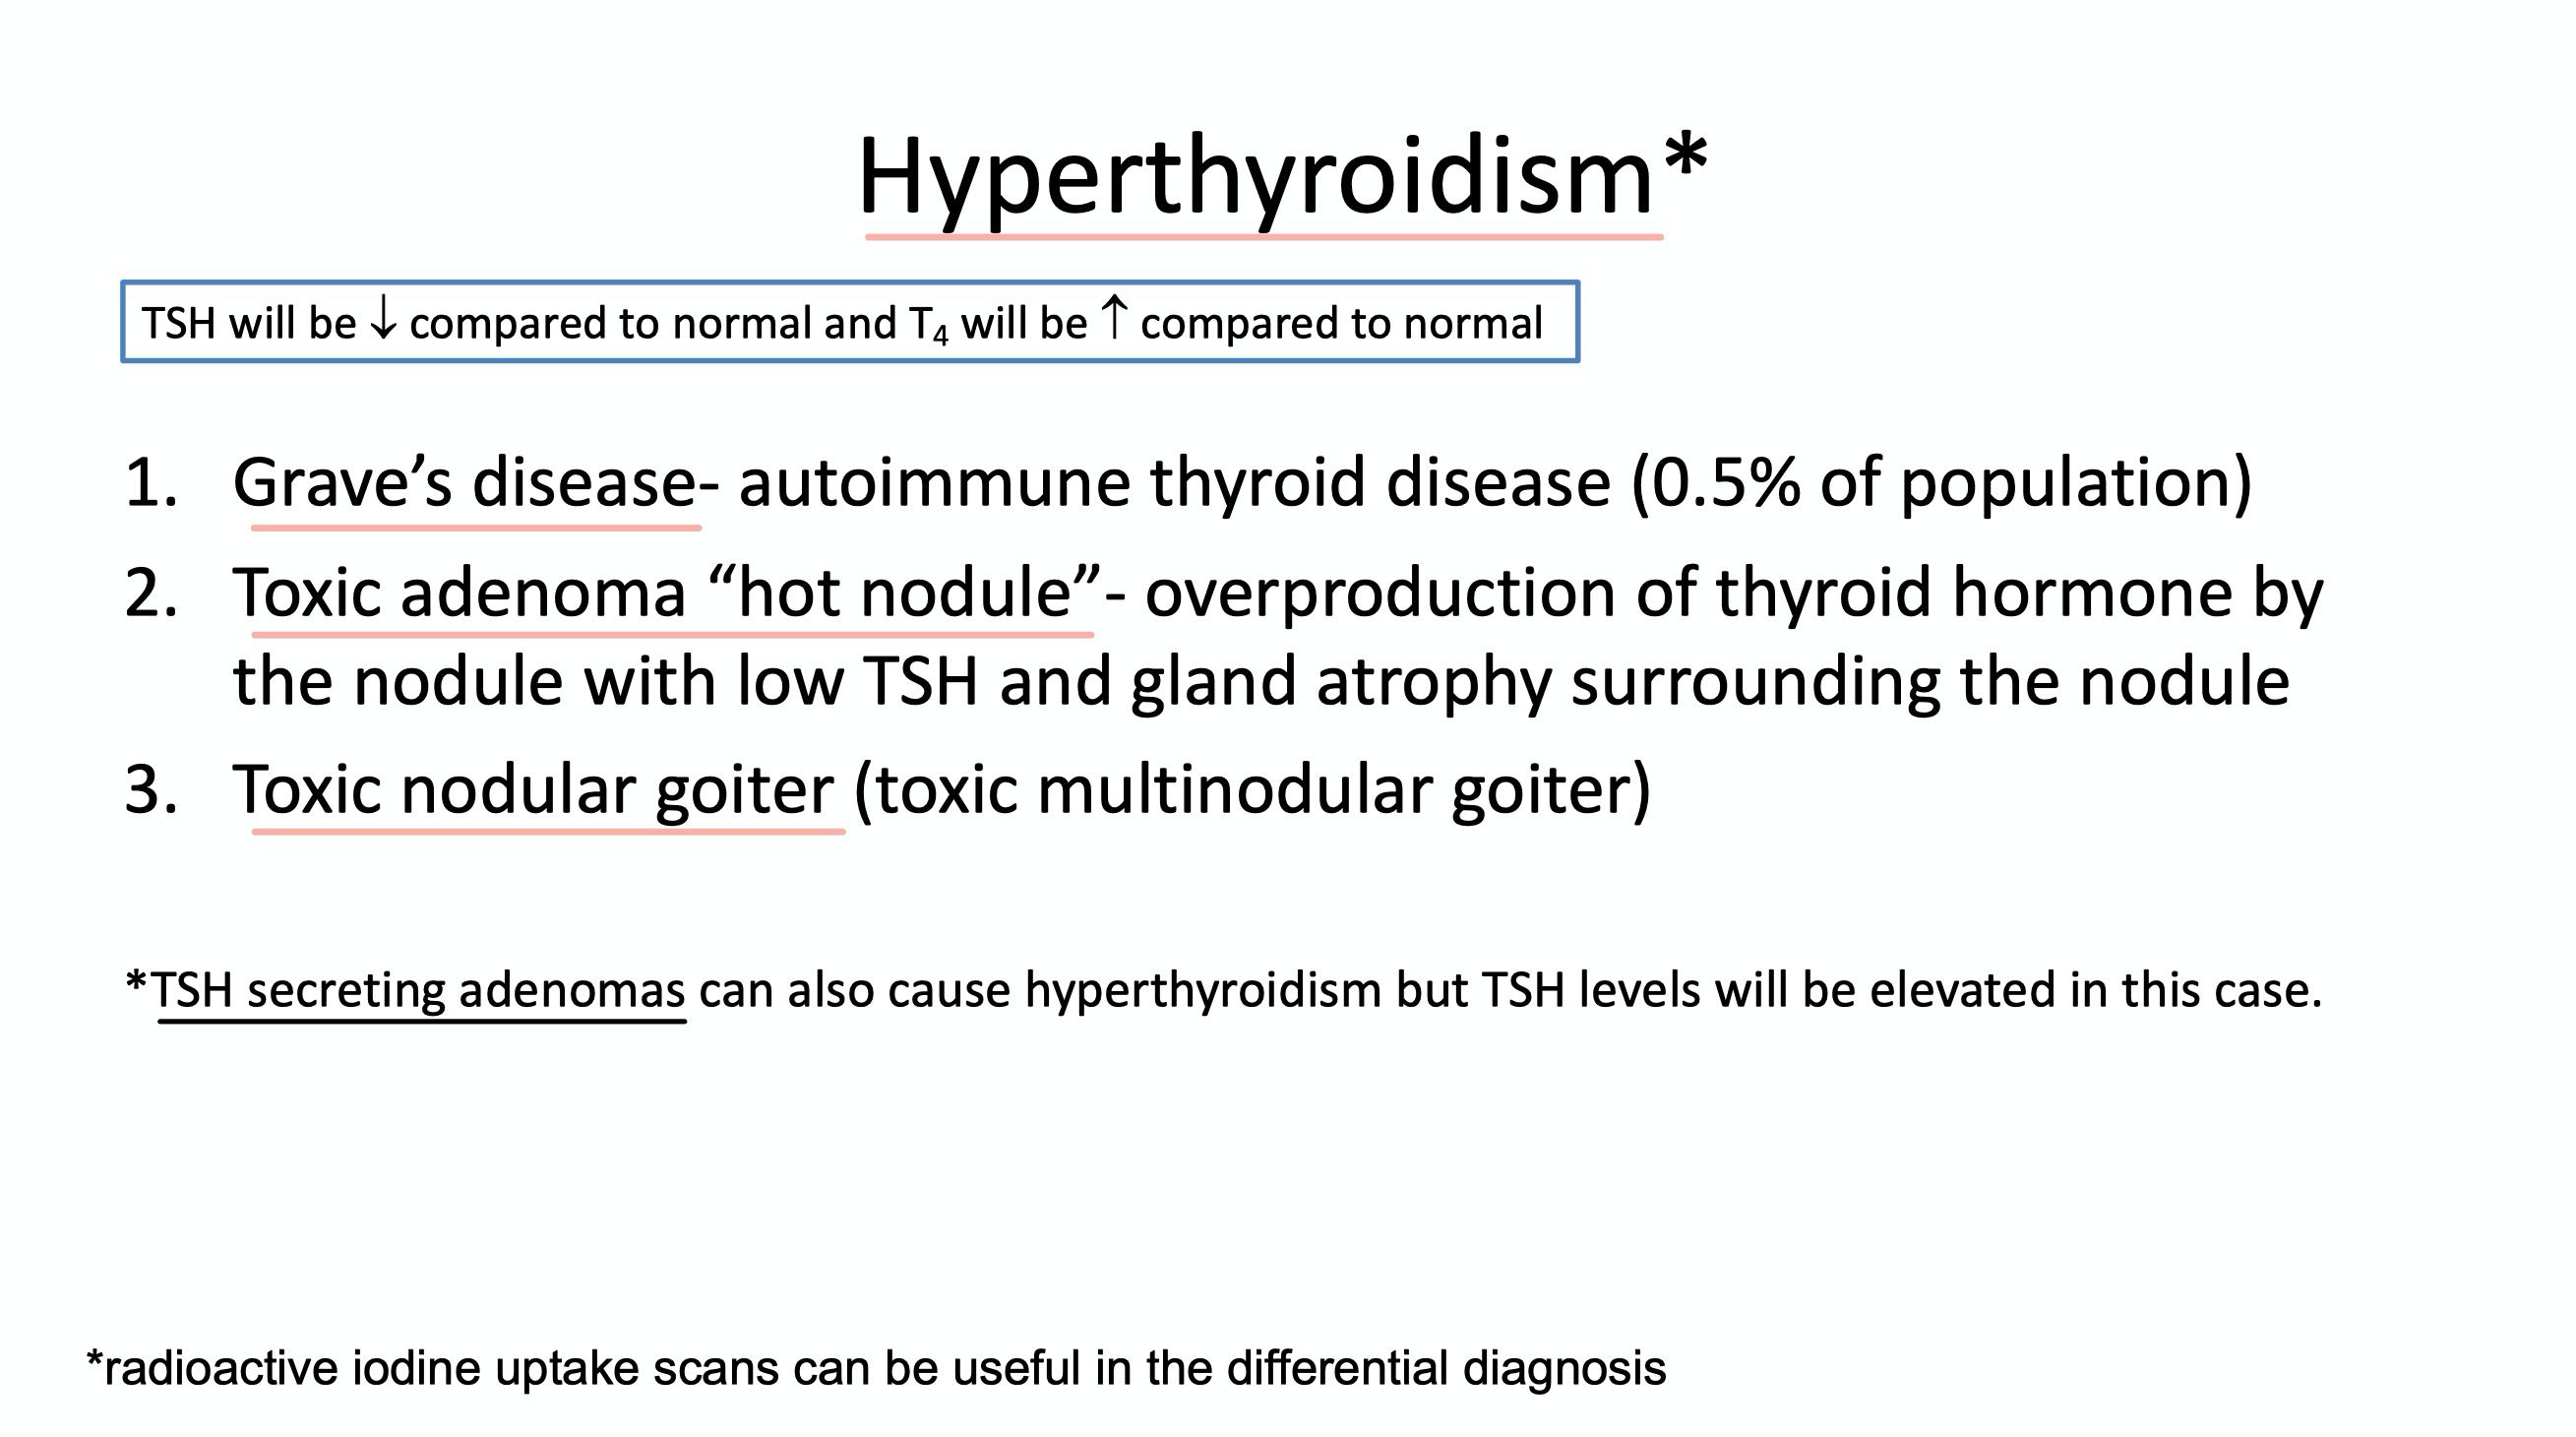 Hyperthyroidism*
TSH will be ↓ compared to normal and T₄ will be ↑ compared to normal
1. Grave’s disease- autoimmune thyroid disease (0.5% of population)
2. Toxic adenoma “hot nodule”- overproduction of thyroid hormone by
the nodule with low TSH and gland atrophy surrounding the nodule
3. Toxic nodular goiter (toxic multinodular goiter)
*TSH secreting adenomas can also cause hyperthyroidism but TSH levels will be elevated in this case.
*radioactive iodine uptake scans can be useful in the differential diagnosis